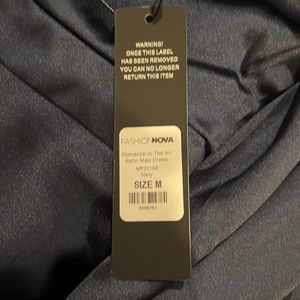 WARNING!
ONCE THIS LABEL
HAS BEEN REMOVED
YOU CAN NO LONGER
RETURN THIS ITEM
FASHIONNOVA
Romance In The Air
Satin Maxi Dress
Navy
SIZE M